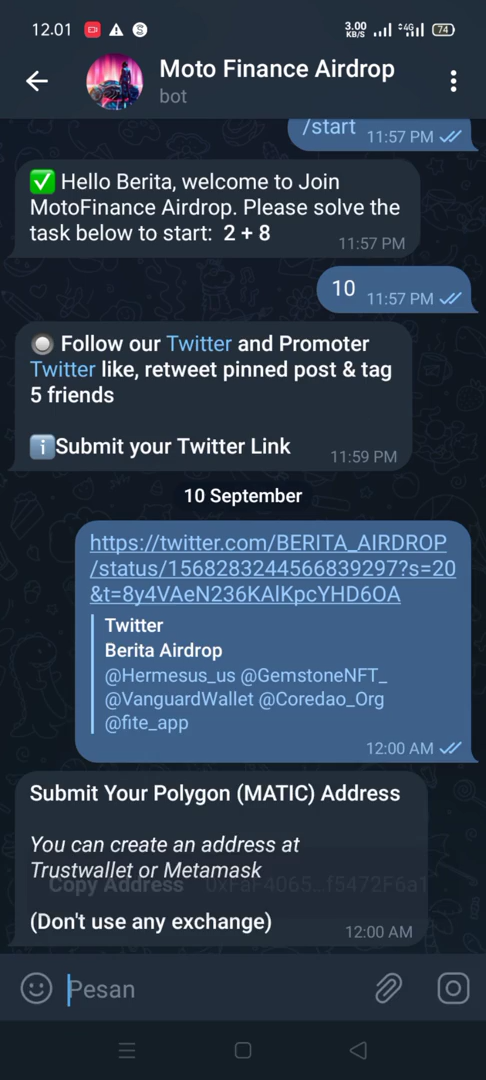 12.01
3.00 KB/S 4G 74
Moto Finance Airdrop
bot
/start 11:57 PM
Hello Berita, welcome to Join
MotoFinance Airdrop. Please solve the
task below to start: 2 + 8
11:57 PM
10 11:57 PM
Follow our Twitter and Promoter
Twitter like, retweet pinned post & tag
5 friends
Submit your Twitter Link
11:59 PM
10 September
https://twitter.com/BERITA_AIRDROP
/status/1568283244566839297?s=20
&t=8y4VAeN236KAlKpcYHD6OA
Twitter
Berita Airdrop
@Hermesus_us @GemstoneNFT_
@VanguardWallet @Coredao_Org
@fite_app
12:00 AM
Submit Your Polygon (MATIC) Address
You can create an address at
Trustwallet or Metamask
Copy Address 0xFaF4065...f5472F6a1
(Don't use any exchange)
12:00 AM
Pesan